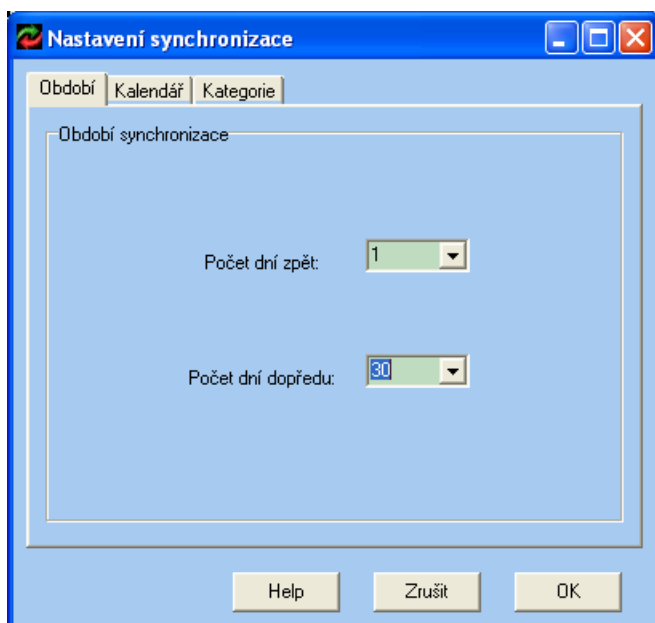 Nastavení synchronizace
Období Kalendář Kategorie
Období synchronizace
Počet dní zpět: 1
Počet dní dopředu: 30
Help Zrušit OK